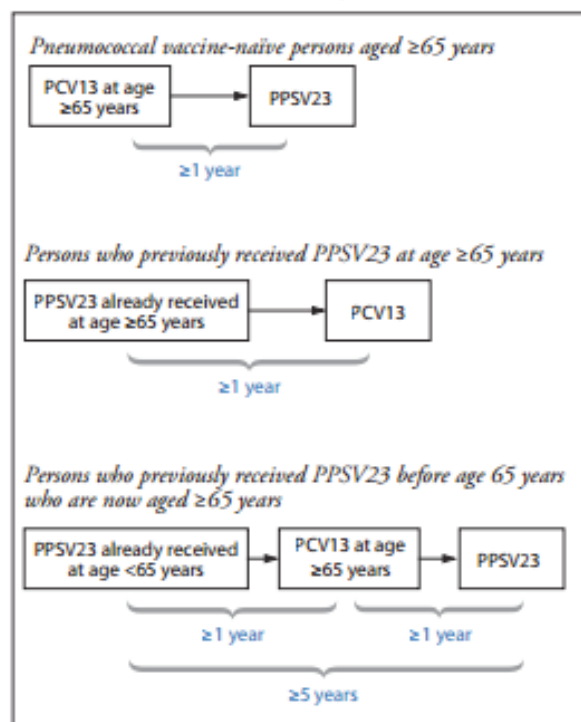 Pneumococcal vaccine-naïve persons aged ≥65 years
PCV13 at age
≥65 years
PPSV23
≥1 year
Persons who previously received PPSV23 at age ≥65 years
PPSV23 already received
at age ≥65 years
PCV13
≥1 year
Persons who previously received PPSV23 before age 65 years
who are now aged ≥65 years
PPSV23 already received
at age <65 years
PCV13 at age
≥65 years
PPSV23
≥1 year
≥1 year
≥5 years